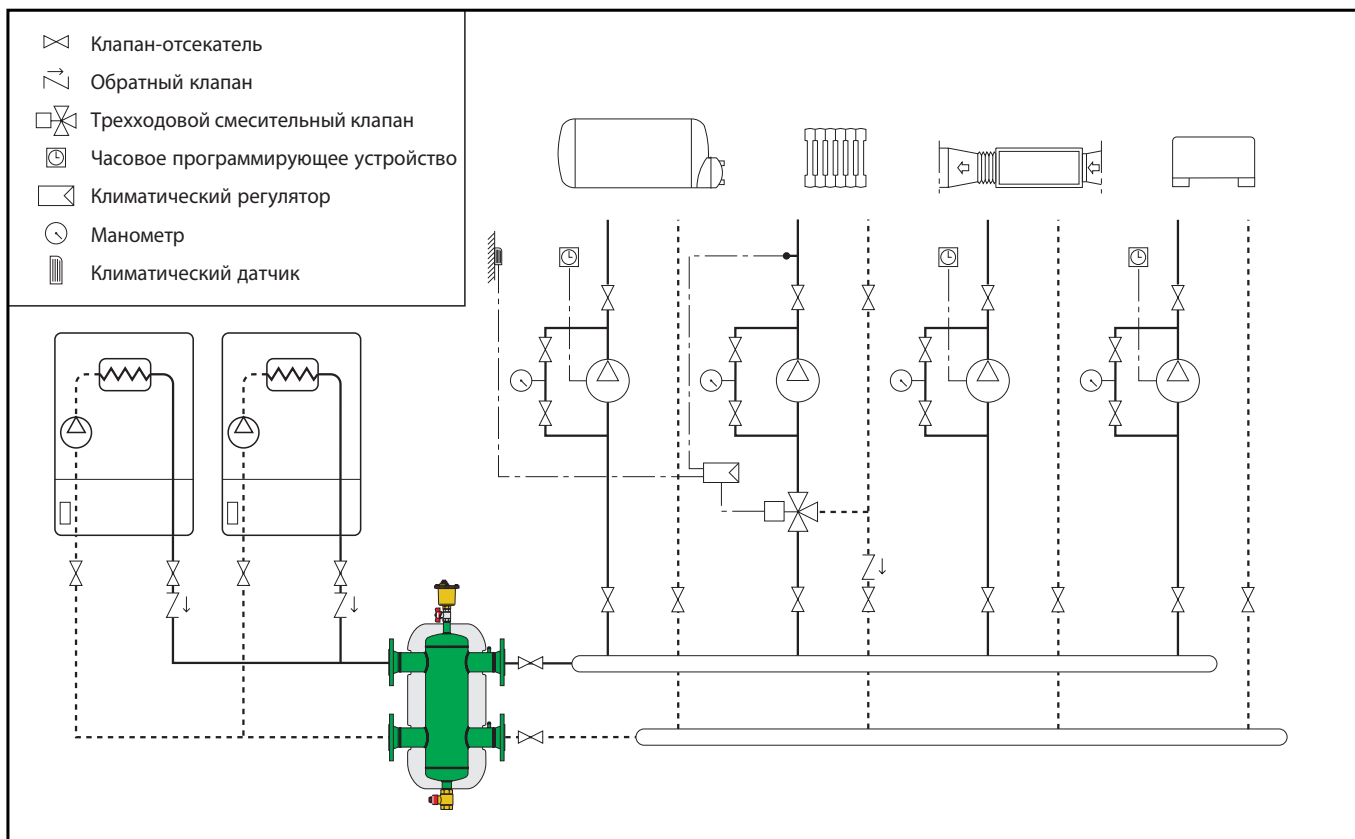 Клапан-отсекатель
Обратный клапан
Трехходовой смесительный клапан
Часовое программирующее устройство
Климатический регулятор
Манометр
Климатический датчик